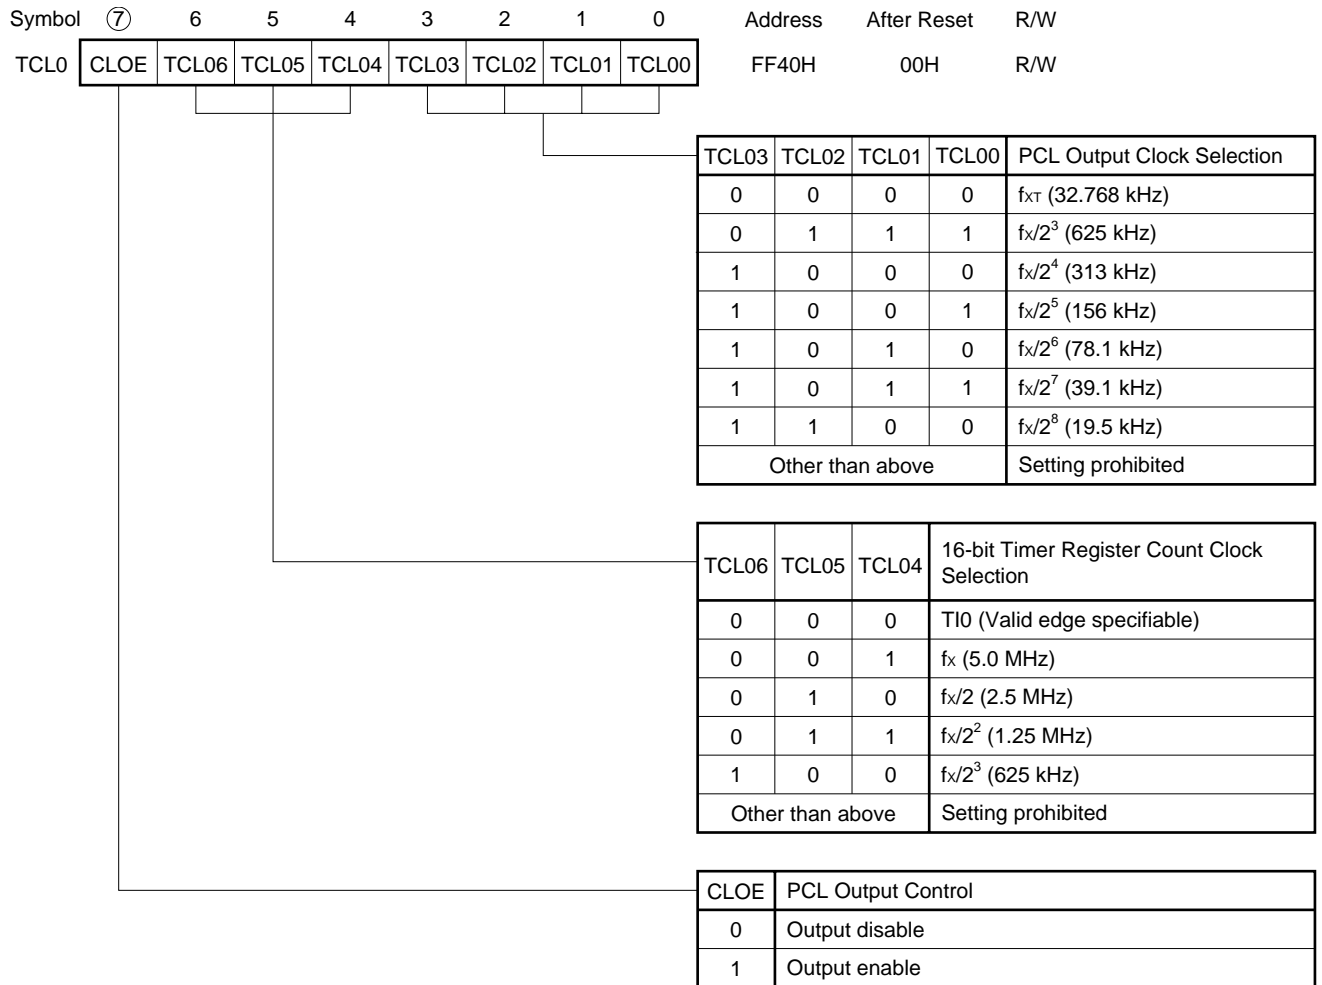 Symbol ⑦ 6 5 4 3 2 1 0 Address After Reset R/W
TCL0 CLOE TCL06 TCL05 TCL04 TCL03 TCL02 TCL01 TCL00 FF40H 00H R/W
TCL03 TCL02 TCL01 TCL00 PCL Output Clock Selection
0 0 0 0 fXT (32.768 kHz)
0 1 1 1 fX/2³ (625 kHz)
1 0 0 0 fX/2⁴ (313 kHz)
1 0 0 1 fX/2⁵ (156 kHz)
1 0 1 0 fX/2⁶ (78.1 kHz)
1 0 1 1 fX/2⁷ (39.1 kHz)
1 1 0 0 fX/2⁸ (19.5 kHz)
Other than above Setting prohibited
TCL06 TCL05 TCL04 16-bit Timer Register Count Clock
Selection
0 0 0 TI0 (Valid edge specifiable)
0 0 1 fX (5.0 MHz)
0 1 0 fX/2 (2.5 MHz)
0 1 1 fX/2² (1.25 MHz)
1 0 0 fX/2³ (625 kHz)
Other than above Setting prohibited
CLOE PCL Output Control
0 Output disable
1 Output enable